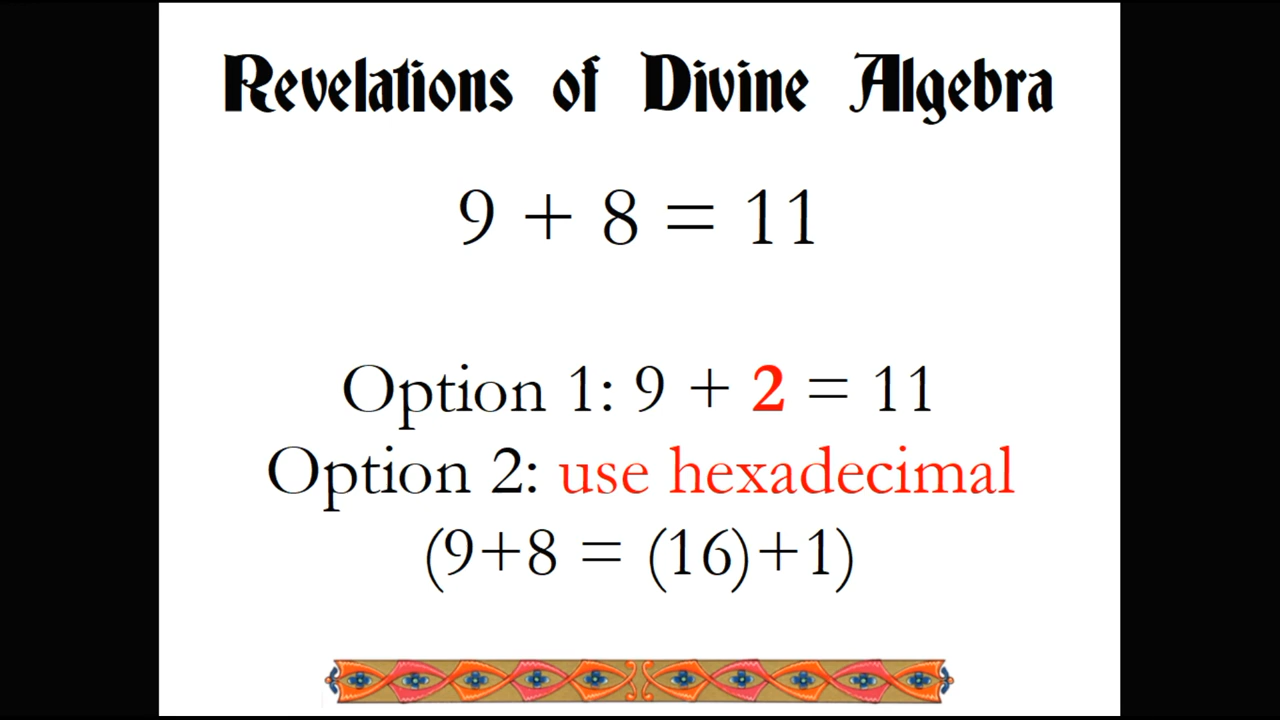 Revelations of Divine Algebra
9 + 8 = 11
Option 1: 9 + 2 = 11
Option 2: use hexadecimal
(9+8 = (16)+1)